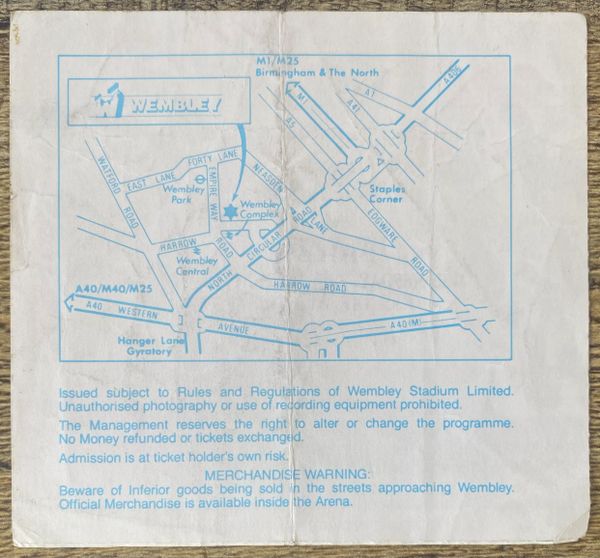 M1/M25
Birmingham & The North
A406
WEMBLEY
M1
A41
A1
A5
WATFORD ROAD
EAST LANE
FORTY LANE
NEASDEN LANE
Wembley Park
EMPIRE WAY
Wembley Complex
Staples Corner
EDGWARE ROAD
HARROW ROAD
Wembley Central
NORTH CIRCULAR ROAD
HARROW ROAD
A40/M40/M25
A40 WESTERN AVENUE
A40(M)
Hanger Lane
Gyratory
Issued subject to Rules and Regulations of Wembley Stadium Limited.
Unauthorised photography or use of recording equipment prohibited.
The Management reserves the right to alter or change the programme.
No Money refunded or tickets exchanged.
Admission is at ticket holder's own risk.
MERCHANDISE WARNING:
Beware of Inferior goods being sold in the streets approaching Wembley.
Official Merchandise is available inside the Arena.